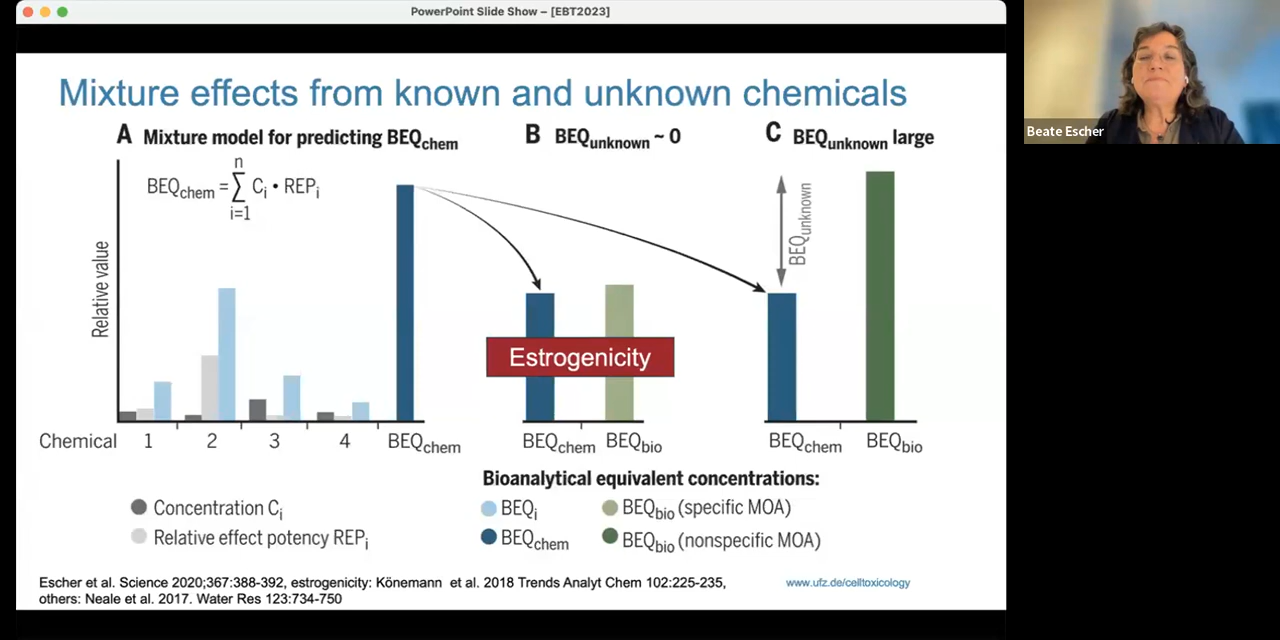 PowerPoint Slide Show – [EBT2023]
Beate Escher
Mixture effects from known and unknown chemicals
A Mixture model for predicting BEQchem
BEQchem = n∑i=1 Ci • REPi
Relative value
Chemical 1 2 3 4 BEQchem
Concentration Ci
Relative effect potency REPi
B BEQunknown ~ 0
Estrogenicity
BEQchem BEQbio
C BEQunknown large
BEQunknown
BEQchem BEQbio
Bioanalytical equivalent concentrations:
BEQi
BEQchem
BEQbio (specific MOA)
BEQbio (nonspecific MOA)
Escher et al. Science 2020;367:388-392, estrogenicity: Könemann et al. 2018 Trends Analyt Chem 102:225-235,
others: Neale et al. 2017. Water Res 123:734-750
www.ufz.de/celltoxicology